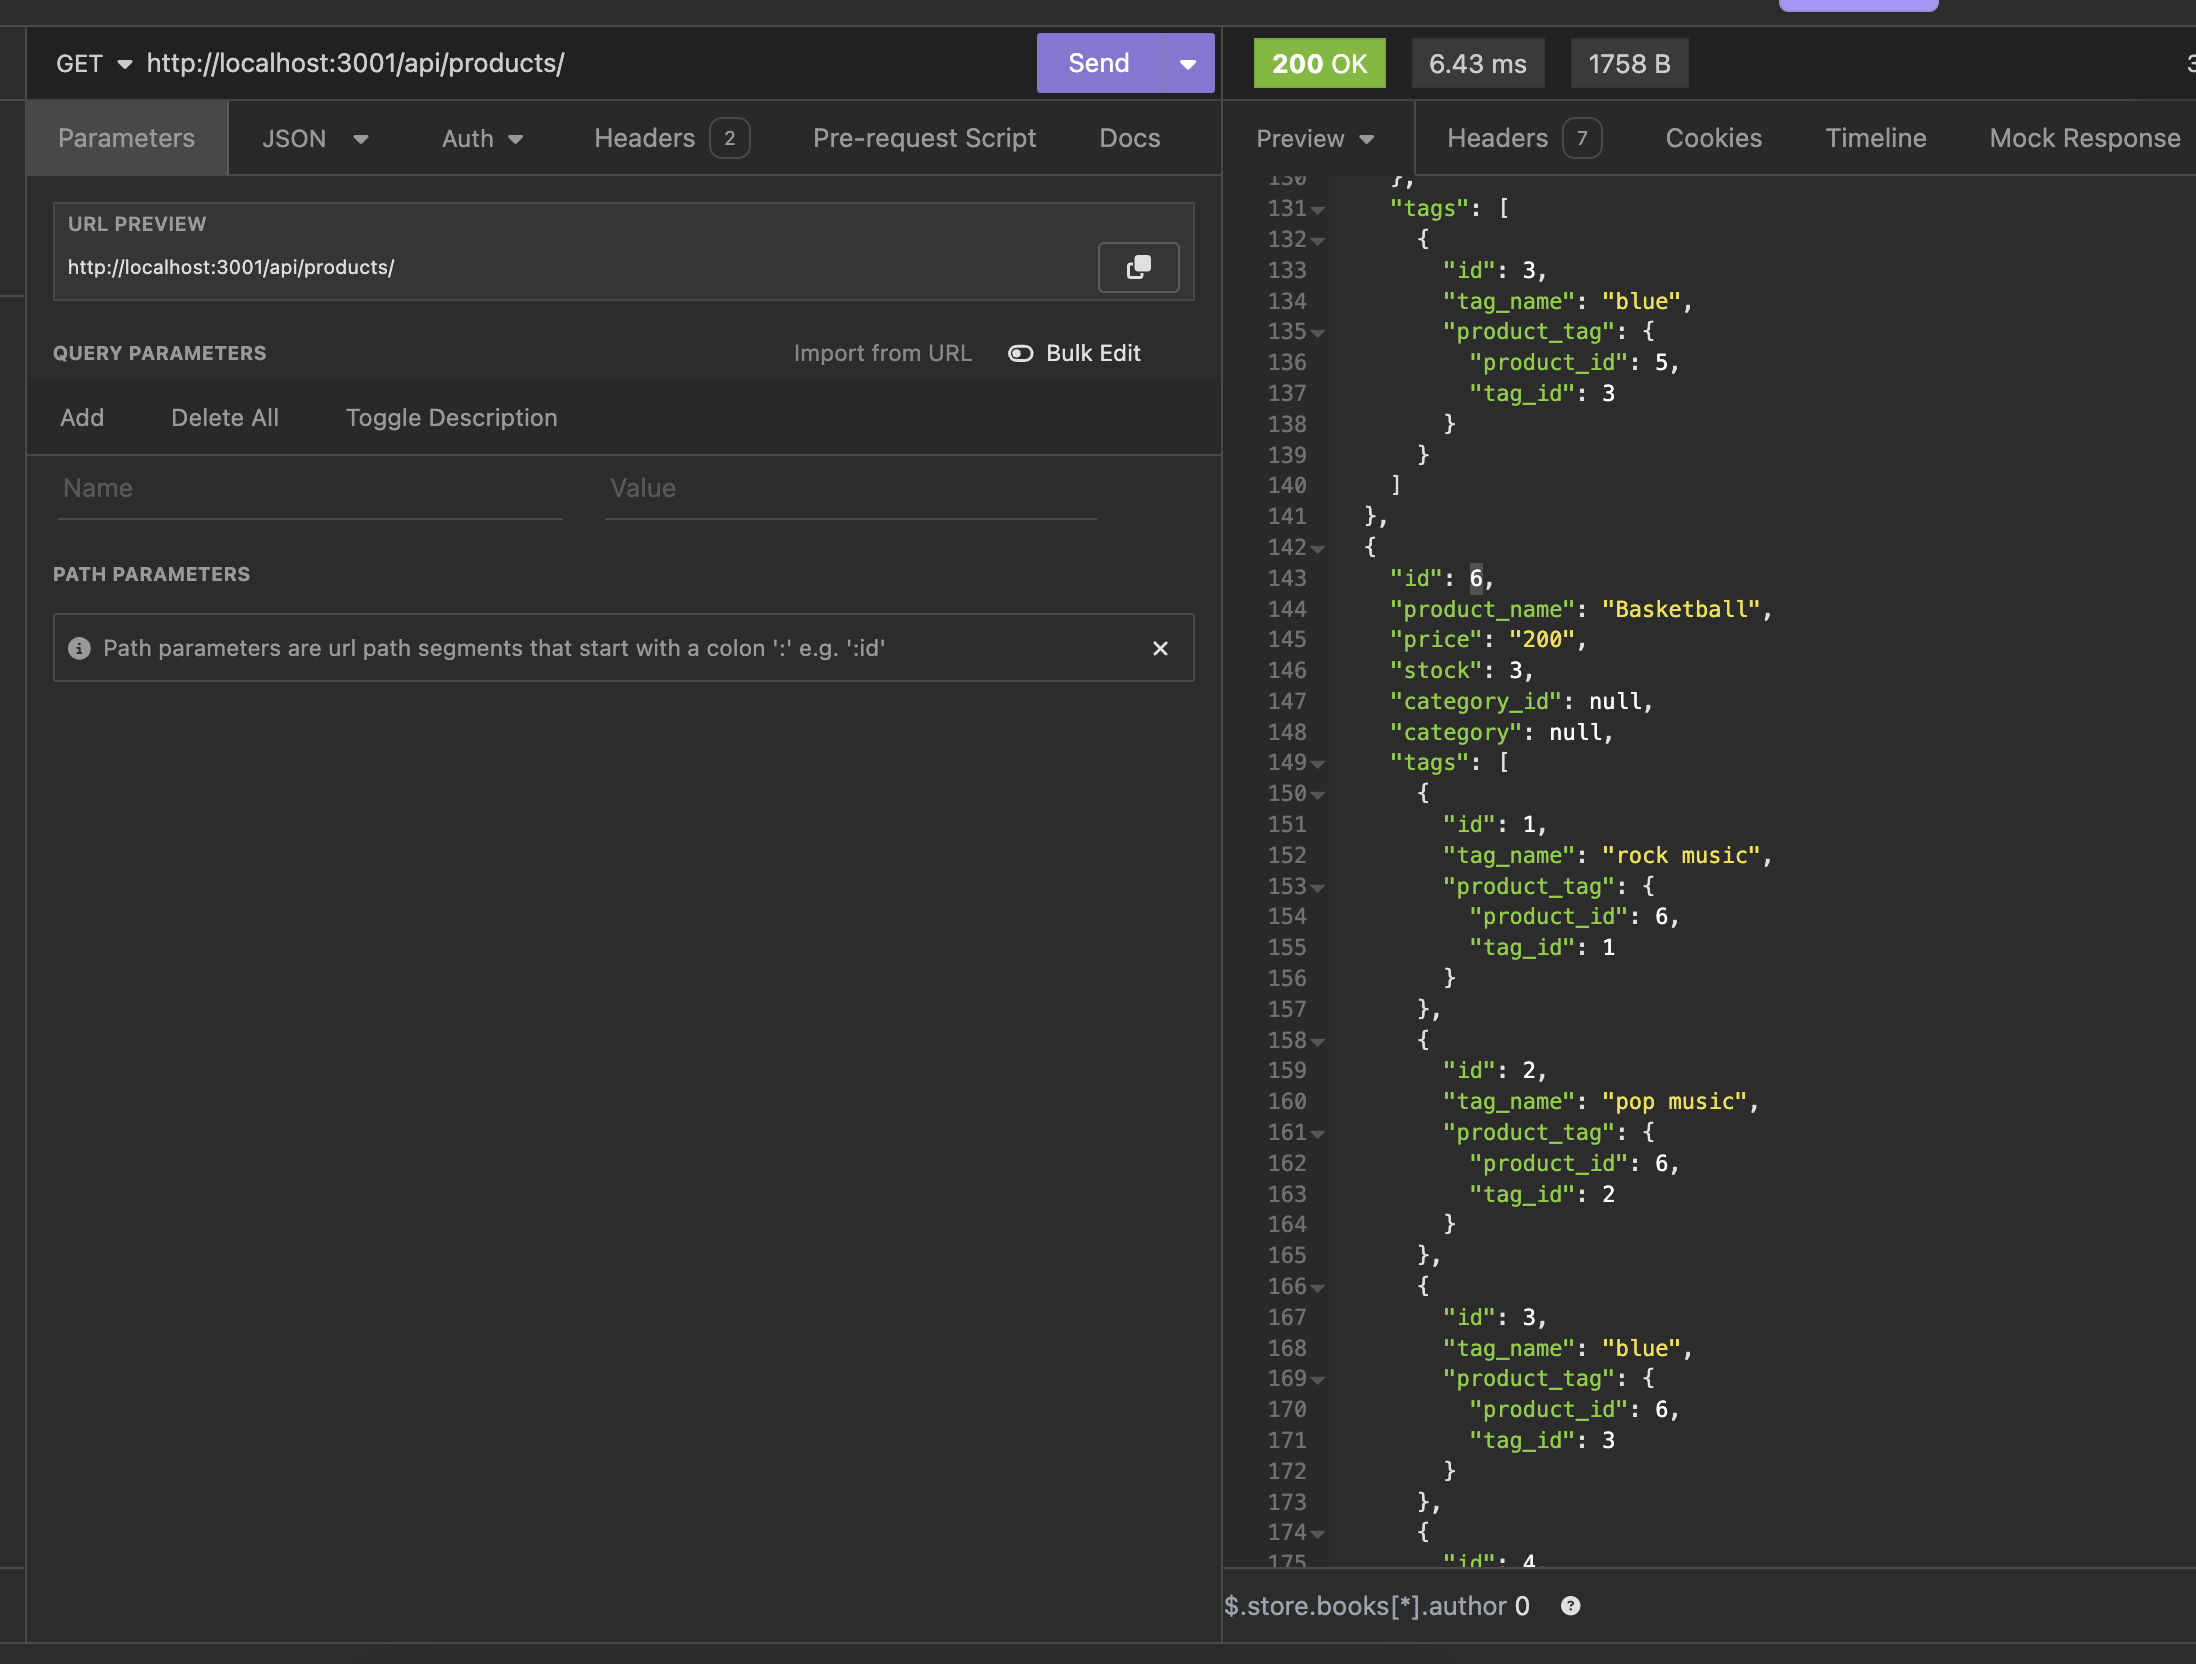 GET http://localhost:3001/api/products/ Send
Parameters JSON Auth Headers 2 Pre-request Script Docs
URL PREVIEW
http://localhost:3001/api/products/
QUERY PARAMETERS Import from URL Bulk Edit
Add Delete All Toggle Description
Name Value
PATH PARAMETERS
Path parameters are url path segments that start with a colon ':' e.g. ':id'
200 OK 6.43 ms 1758 B
Preview Headers 7 Cookies Timeline Mock Response
130 },
131 "tags": [
132 {
133 "id": 3,
134 "tag_name": "blue",
135 "product_tag": {
136 "product_id": 5,
137 "tag_id": 3
138 }
139 }
140 ]
141 },
142 {
143 "id": 6,
144 "product_name": "Basketball",
145 "price": "200",
146 "stock": 3,
147 "category_id": null,
148 "category": null,
149 "tags": [
150 {
151 "id": 1,
152 "tag_name": "rock music",
153 "product_tag": {
154 "product_id": 6,
155 "tag_id": 1
156 }
157 },
158 {
159 "id": 2,
160 "tag_name": "pop music",
161 "product_tag": {
162 "product_id": 6,
163 "tag_id": 2
164 }
165 },
166 {
167 "id": 3,
168 "tag_name": "blue",
169 "product_tag": {
170 "product_id": 6,
171 "tag_id": 3
172 }
173 },
174 {
175 "id": 4,
$.store.books[*].author 0